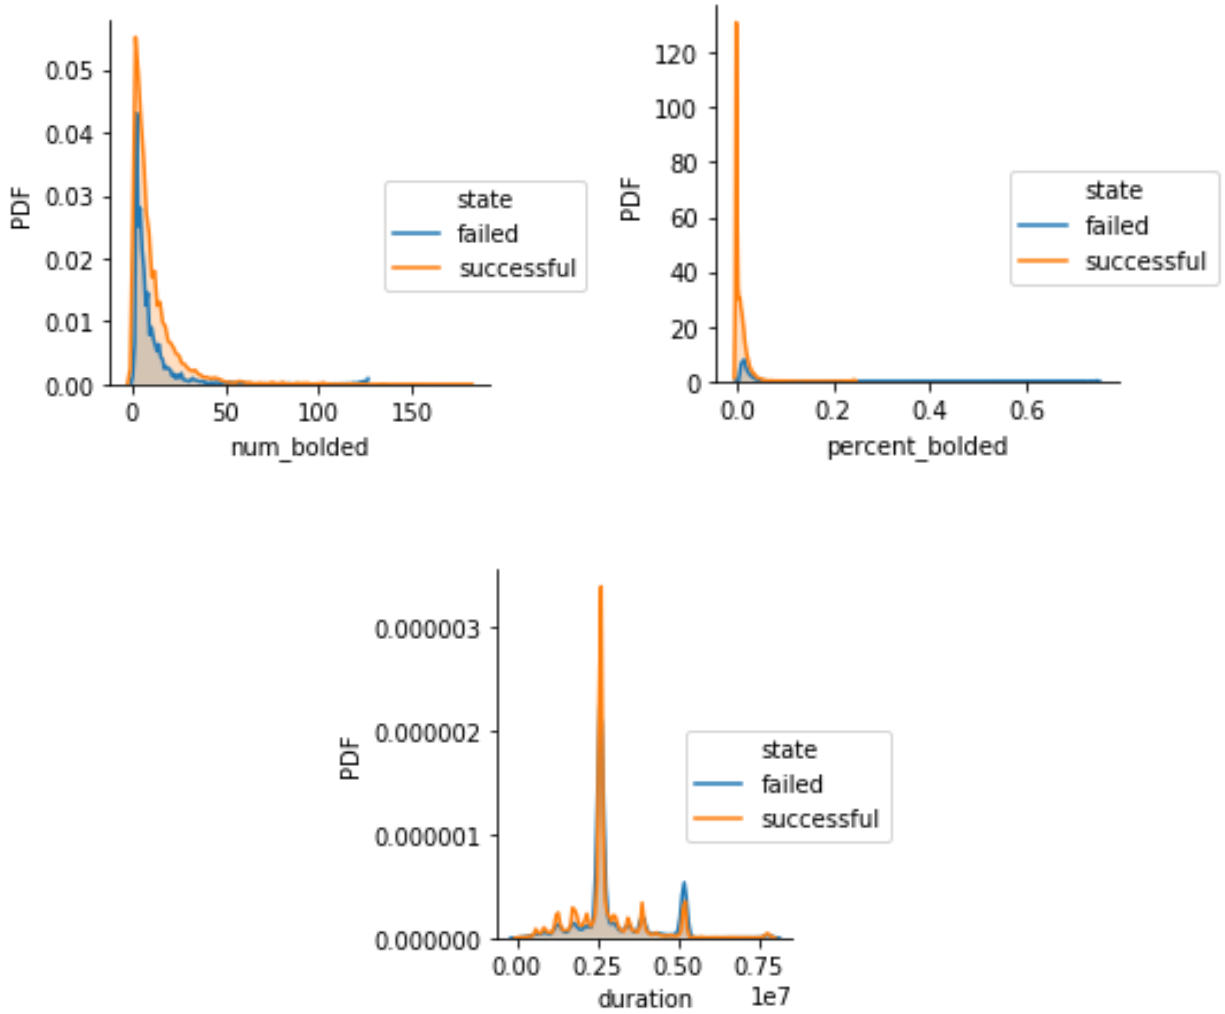 0.05
0.04
0.03
0.02
0.01
0.00
PDF
0 50 100 150
num_bolded
state
failed
successful
120
100
80
60
40
20
0
PDF
0.0 0.2 0.4 0.6
percent_bolded
state
failed
successful
0.000003
0.000002
0.000001
0.000000
PDF
0.00 0.25 0.50 0.75
1e7
duration
state
failed
successful